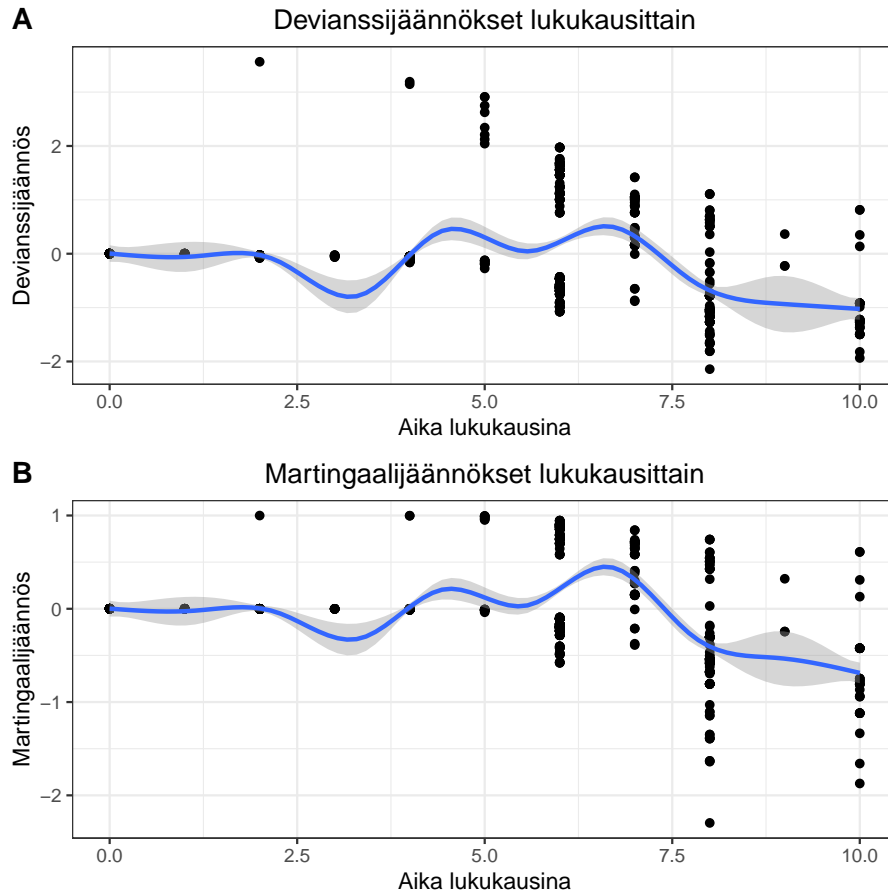 A
Devianssijäännökset lukukausittain
Devianssijäännös
2
0
−2
0.0 2.5 5.0 7.5 10.0
Aika lukukausina
B
Martingaalijäännökset lukukausittain
Martingaalijäännös
1
0
−1
−2
0.0 2.5 5.0 7.5 10.0
Aika lukukausina